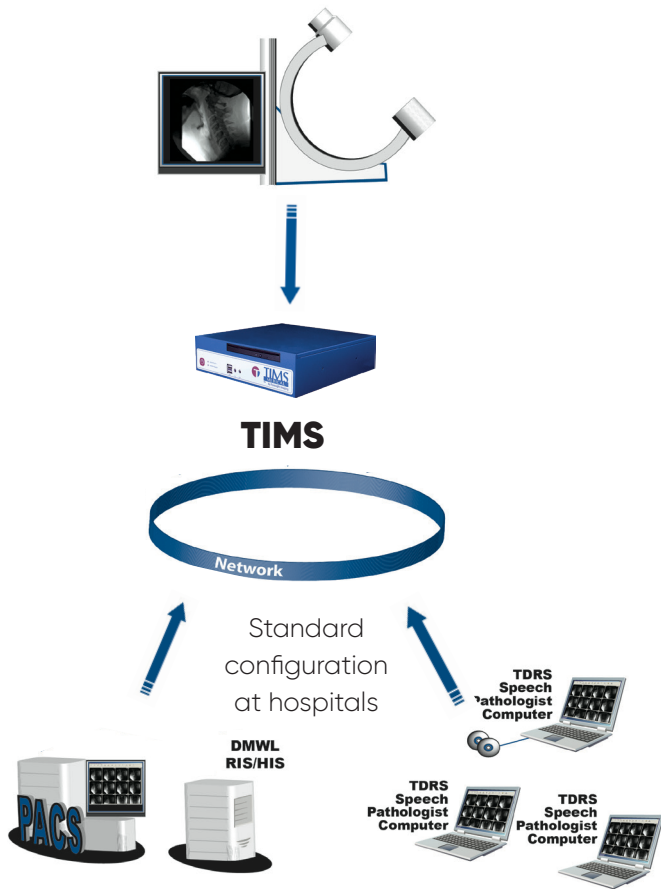 TIMS
MEDICAL
TIMS
Network
Standard
configuration
at hospitals
TDRS
Speech
Pathologist
Computer
DMWL
RIS/HIS
PACS
TDRS
Speech
Pathologist
Computer
TDRS
Speech
Pathologist
Computer